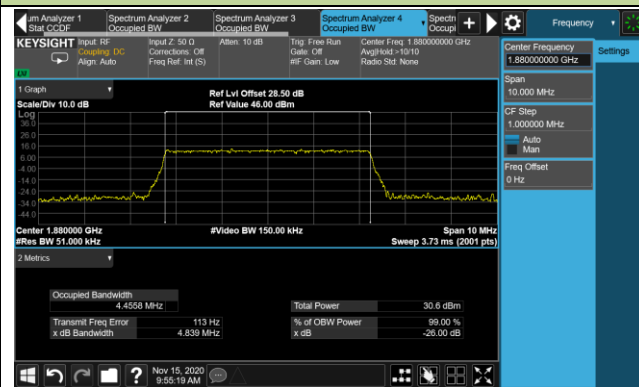 um Analyzer 1
Stat CCDF
Spectrum Analyzer 2
Occupied BW
Spectrum Analyzer 3
Occupied BW
Spectrum Analyzer 4
Occupied BW
Spectru
Occupi
Frequency
Settings
KEYSIGHT
Input: RF
Coupling: DC
Align: Auto
Input Z: 50 Ω
Corrections: Off
Freq Ref: Int (S)
Atten: 10 dB
Trig: Free Run
Gate: Off
#IF Gain: Low
Center Freq: 1.880000000 GHz
Avg|Hold:>10/10
Radio Std: None
Center Frequency
1.880000000 GHz
Span
10.000 MHz
CF Step
1.000000 MHz
Auto
Man
Freq Offset
0 Hz
1 Graph
Scale/Div 10.0 dB
Ref Lvl Offset 28.50 dB
Ref Value 46.00 dBm
Log
36.0
26.0
16.0
6.00
-4.00
-14.0
-24.0
-34.0
-44.0
Center 1.880000 GHz
#Res BW 51.000 kHz
#Video BW 150.00 kHz
Span 10 MHz
Sweep 3.73 ms (2001 pts)
2 Metrics
Occupied Bandwidth
4.4558 MHz
Total Power 30.6 dBm
Transmit Freq Error 113 Hz
% of OBW Power 99.00 %
x dB Bandwidth 4.839 MHz
x dB -26.00 dB
Nov 15, 2020
9:55:19 AM